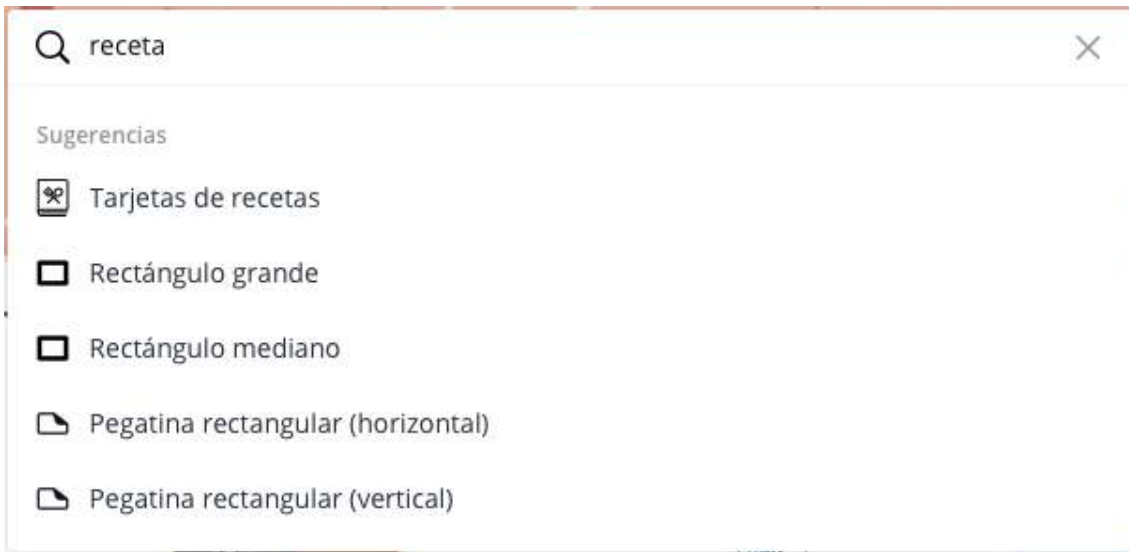 receta
Sugerencias
Tarjetas de recetas
Rectángulo grande
Rectángulo mediano
Pegatina rectangular (horizontal)
Pegatina rectangular (vertical)